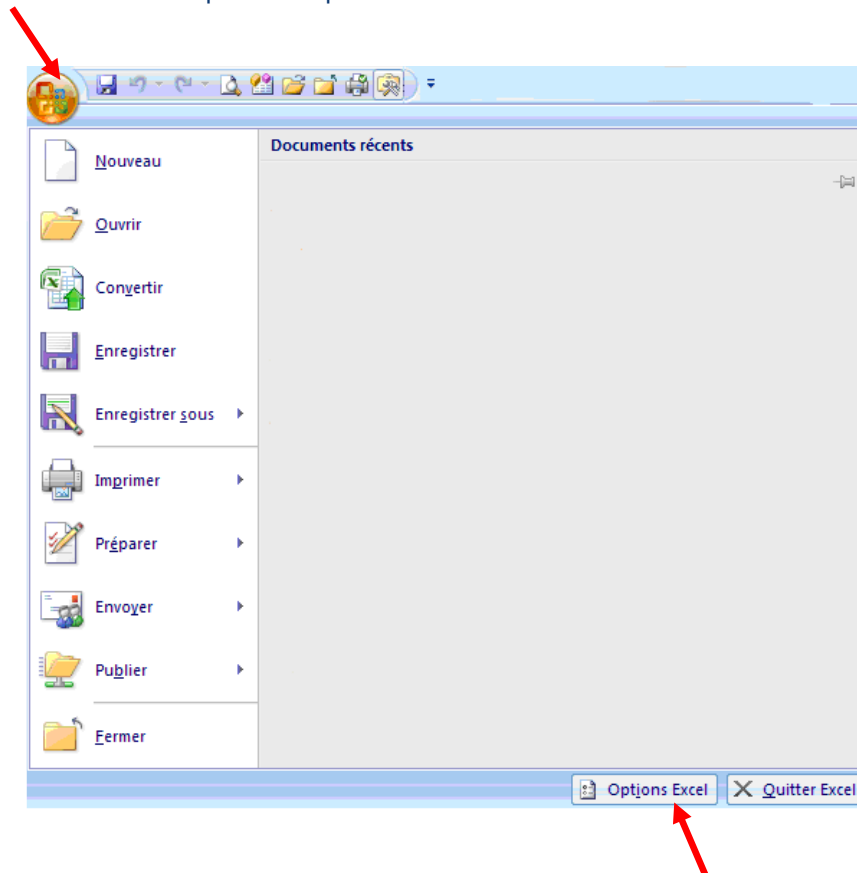 Documents récents
Nouveau
Ouvrir
Convertir
Enregistrer
Enregistrer sous
Imprimer
Préparer
Envoyer
Publier
Fermer
Options Excel
Quitter Excel